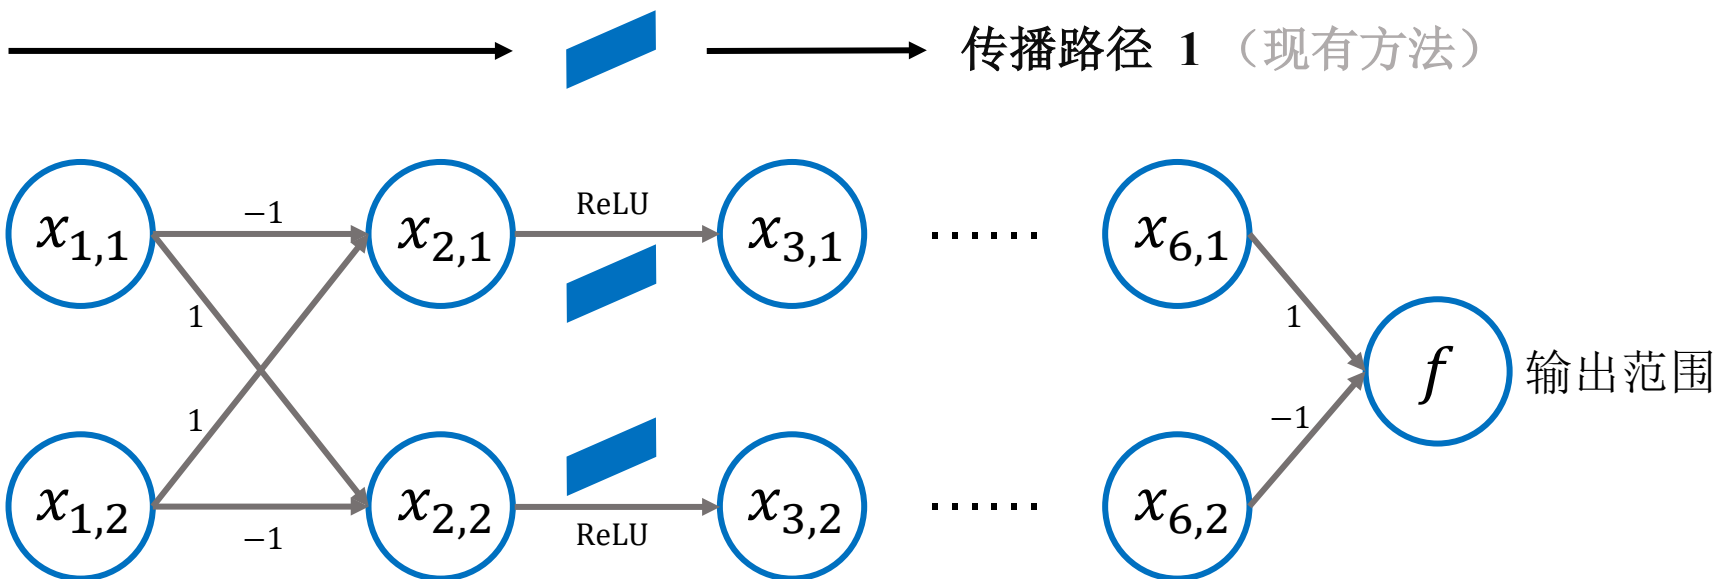 传播路径 1 （现有方法）
x1,1
−1
x2,1
ReLU
x3,1
······
x6,1
1
1
f
输出范围
1
−1
x1,2
−1
x2,2
ReLU
x3,2
······
x6,2